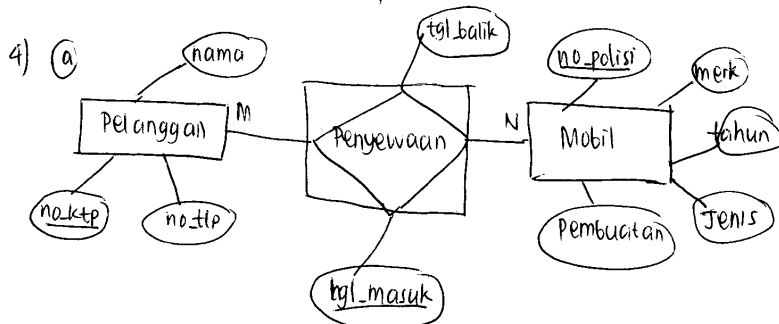 4) a
nama
tgl_balik
no_polisi
merk
Pelanggan
M
Penyewaan
N
Mobil
tahun
no_ktp
no_tlp
Pembuatan
Jenis
tgl_masuk